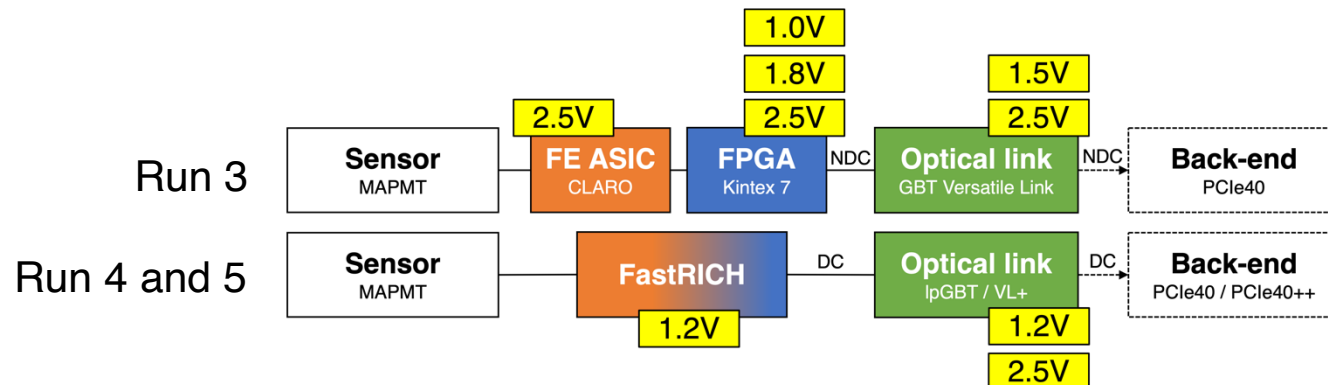 1.0V
1.8V
1.5V
2.5V
2.5V
2.5V
Run 3
Sensor
MAPMT
FE ASIC
CLARO
FPGA
Kintex 7
NDC
Optical link
GBT Versatile Link
NDC
Back-end
PCIe40
Run 4 and 5
Sensor
MAPMT
FastRICH
1.2V
DC
Optical link
lpGBT / VL+
DC
Back-end
PCIe40 / PCIe40++
1.2V
2.5V